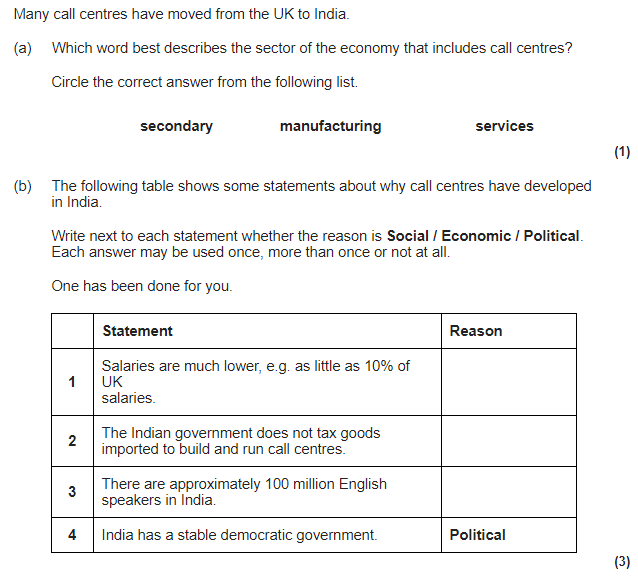 Many call centres have moved from the UK to India.
(a) Which word best describes the sector of the economy that includes call centres?
Circle the correct answer from the following list.
secondary manufacturing services
(1)
(b) The following table shows some statements about why call centres have developed
in India.
Write next to each statement whether the reason is Social / Economic / Political.
Each answer may be used once, more than once or not at all.
One has been done for you.
Statement Reason
1 Salaries are much lower, e.g. as little as 10% of
UK
salaries.
2 The Indian government does not tax goods
imported to build and run call centres.
3 There are approximately 100 million English
speakers in India.
4 India has a stable democratic government. Political
(3)